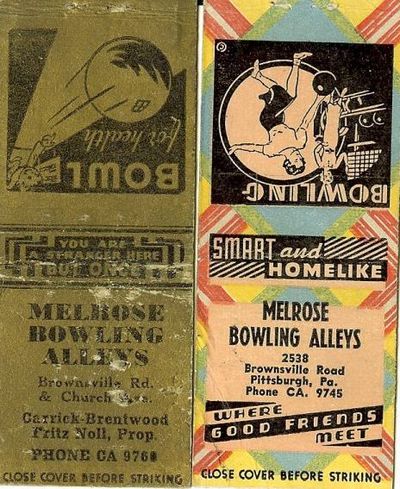 BOWL
for health
YOU ARE
A STRANGER HERE
BUT ONCE
MELROSE
BOWLING
ALLEYS
Brownsville Rd.
& Church Ave.
Carrick-Brentwood
Fritz Noll, Prop.
PHONE CA 9760
CLOSE COVER BEFORE STRIKING
BOWLING
SMART and
HOMELIKE
MELROSE
BOWLING ALLEYS
2538
Brownsville Road
Pittsburgh, Pa.
Phone CA. 9745
WHERE
GOOD FRIENDS
MEET
CLOSE COVER BEFORE STRIKING